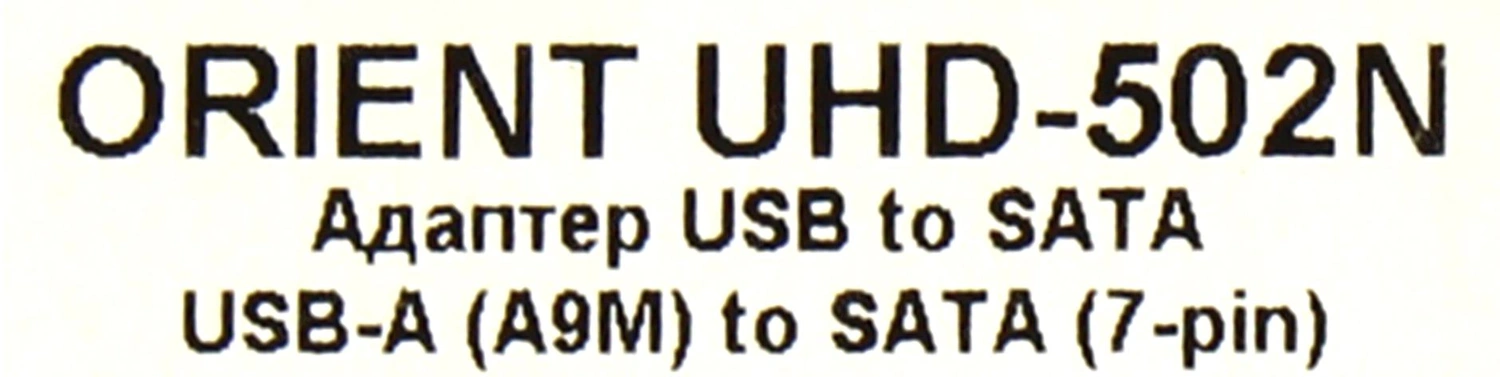 ORIENT UHD-502N
Адаптер USB to SATA
USB-A (A9M) to SATA (7-pin)